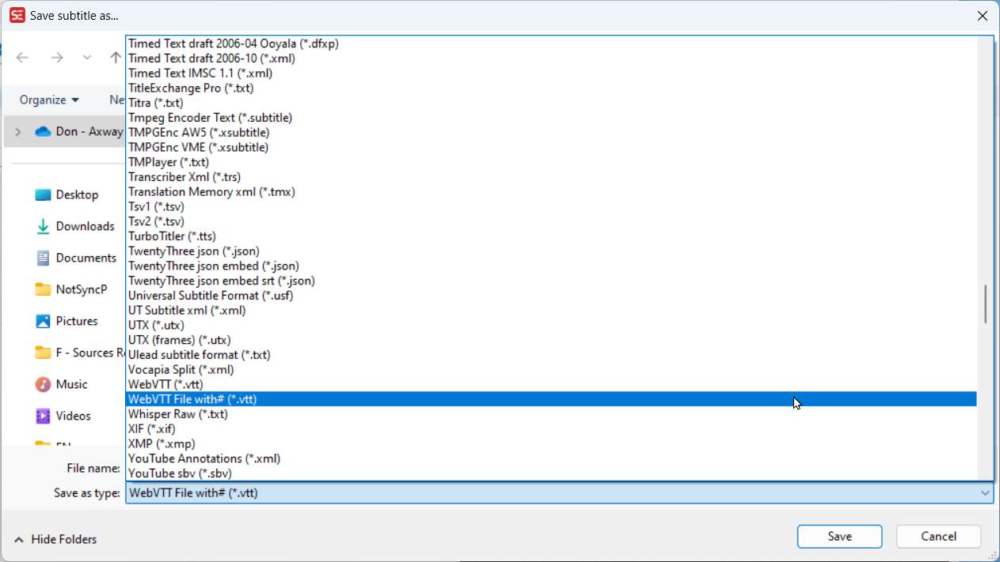 SE Save subtitle as...
Organize
Ne
Don - Axway
Desktop
Downloads
Documents
NotSyncP
Pictures
F - Sources Re
Music
Videos
Timed Text draft 2006-04 Ooyala (*.dfxp)
Timed Text draft 2006-10 (*.xml)
Timed Text IMSC 1.1 (*.xml)
TitleExchange Pro (*.txt)
Titra (*.txt)
Tmpeg Encoder Text (*.subtitle)
TMPGEnc AW5 (*.xsubtitle)
TMPGEnc VME (*.xsubtitle)
TMPlayer (*.txt)
Transcriber Xml (*.trs)
Translation Memory xml (*.tmx)
Tsv1 (*.tsv)
Tsv2 (*.tsv)
TurboTitler (*.tts)
TwentyThree json (*.json)
TwentyThree json embed (*.json)
TwentyThree json embed srt (*.json)
Universal Subtitle Format (*.usf)
UT Subtitle xml (*.xml)
UTX (*.utx)
UTX (frames) (*.utx)
Ulead subtitle format (*.txt)
Vocapia Split (*.xml)
WebVTT (*.vtt)
WebVTT File with# (*.vtt)
Whisper Raw (*.txt)
XIF (*.xif)
XMP (*.xmp)
YouTube Annotations (*.xml)
YouTube sbv (*.sbv)
File name:
Save as type: WebVTT File with# (*.vtt)
Hide Folders
Save
Cancel